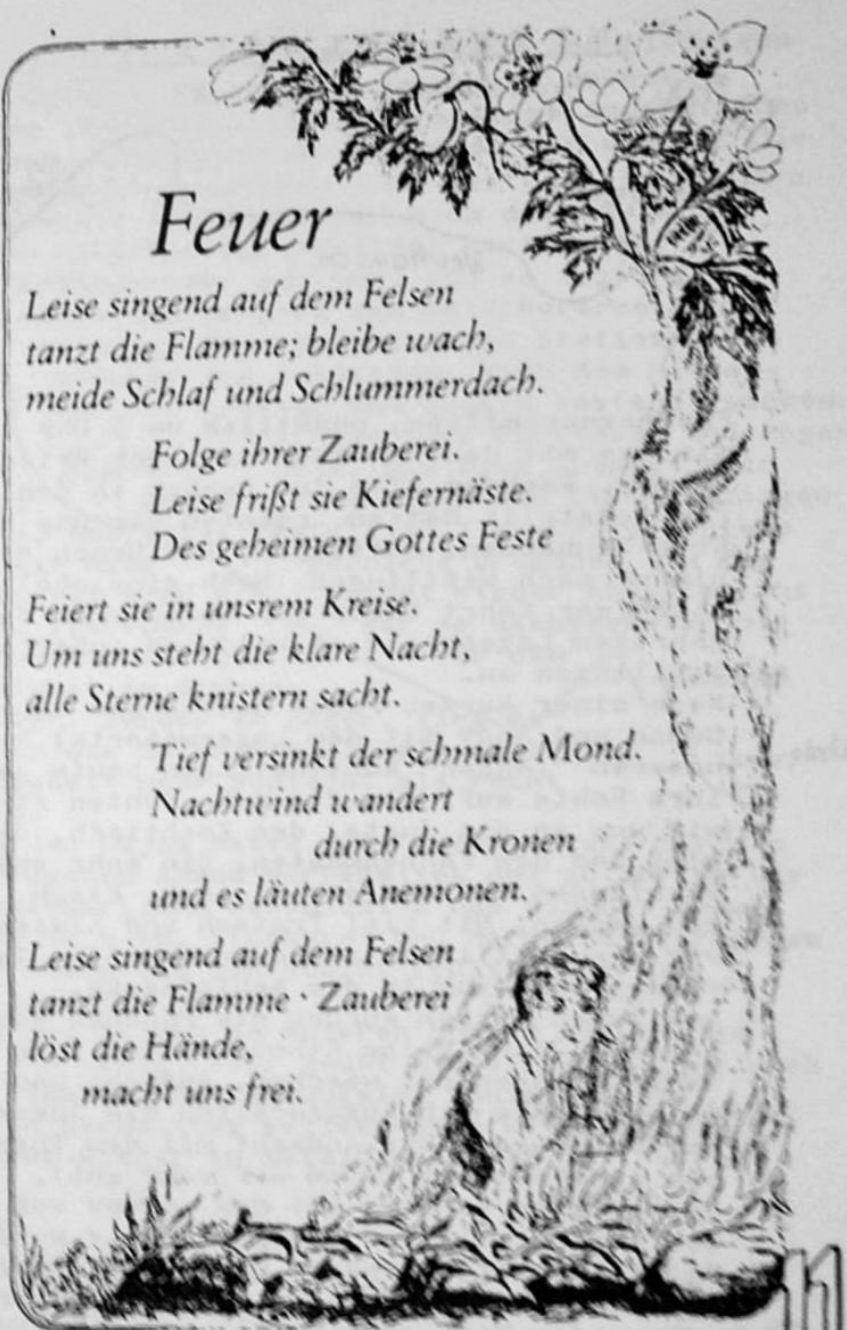 Feuer
Leise singend auf dem Felsen
tanzt die Flamme; bleibe wach,
meide Schlaf und Schlummerdach.
Folge ihrer Zauberei.
Leise frißt sie Kiefernäste.
Des geheimen Gottes Feste
Feiert sie in unsrem Kreise.
Um uns steht die klare Nacht,
alle Sterne knistern sacht.
Tief versinkt der schmale Mond.
Nachtwind wandert
durch die Kronen
und es läuten Anemonen.
Leise singend auf dem Felsen
tanzt die Flamme · Zauberei
löst die Hände,
macht uns frei.